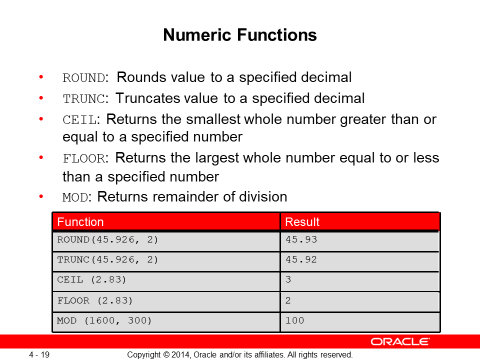 Numeric Functions
• ROUND: Rounds value to a specified decimal
• TRUNC: Truncates value to a specified decimal
• CEIL: Returns the smallest whole number greater than or
equal to a specified number
• FLOOR: Returns the largest whole number equal to or less
than a specified number
• MOD: Returns remainder of division
Function Result
ROUND(45.926, 2) 45.93
TRUNC(45.926, 2) 45.92
CEIL (2.83) 3
FLOOR (2.83) 2
MOD (1600, 300) 100
ORACLE
4 - 19 Copyright © 2014, Oracle and/or its affiliates. All rights reserved.